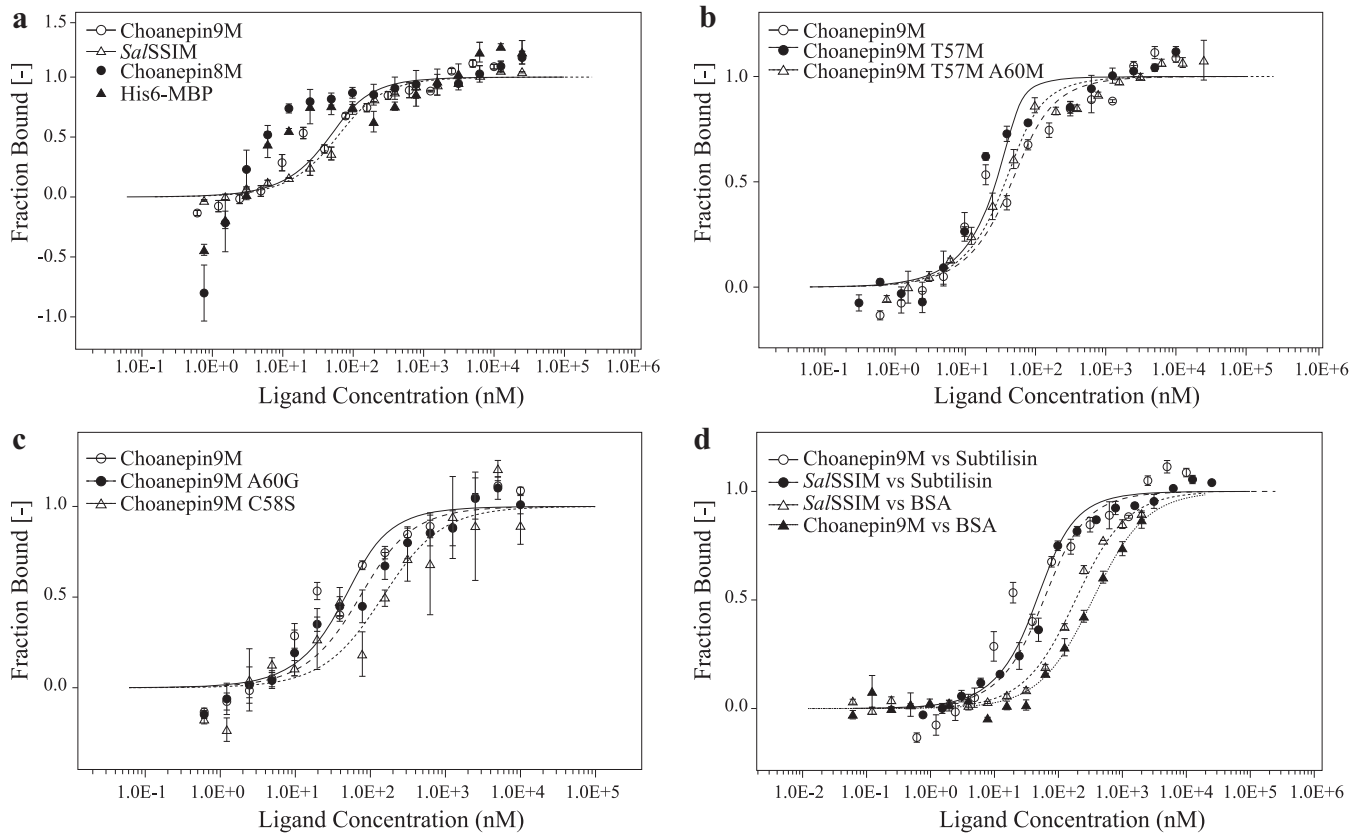 a
Choanepin9M
SalSSIM
Choanepin8M
His6-MBP
1.5
1.0
0.5
0.0
-0.5
-1.0
Fraction Bound [-]
1.0E-1 1.0E+0 1.0E+1 1.0E+2 1.0E+3 1.0E+4 1.0E+5 1.0E+6
Ligand Concentration (nM)
b
Choanepin9M
Choanepin9M T57M
Choanepin9M T57M A60M
1.0
0.5
0.0
Fraction Bound [-]
1.0E-1 1.0E+0 1.0E+1 1.0E+2 1.0E+3 1.0E+4 1.0E+5 1.0E+6
Ligand Concentration (nM)
c
Choanepin9M
Choanepin9M A60G
Choanepin9M C58S
1.0
0.5
0.0
Fraction Bound [-]
1.0E-1 1.0E+0 1.0E+1 1.0E+2 1.0E+3 1.0E+4 1.0E+5
Ligand Concentration (nM)
d
Choanepin9M vs Subtilisin
SalSSIM vs Subtilisin
SalSSIM vs BSA
Choanepin9M vs BSA
1.0
0.5
0.0
Fraction Bound [-]
1.0E-2 1.0E-1 1.0E+0 1.0E+1 1.0E+2 1.0E+3 1.0E+4 1.0E+5 1.0E+6
Ligand Concentration (nM)